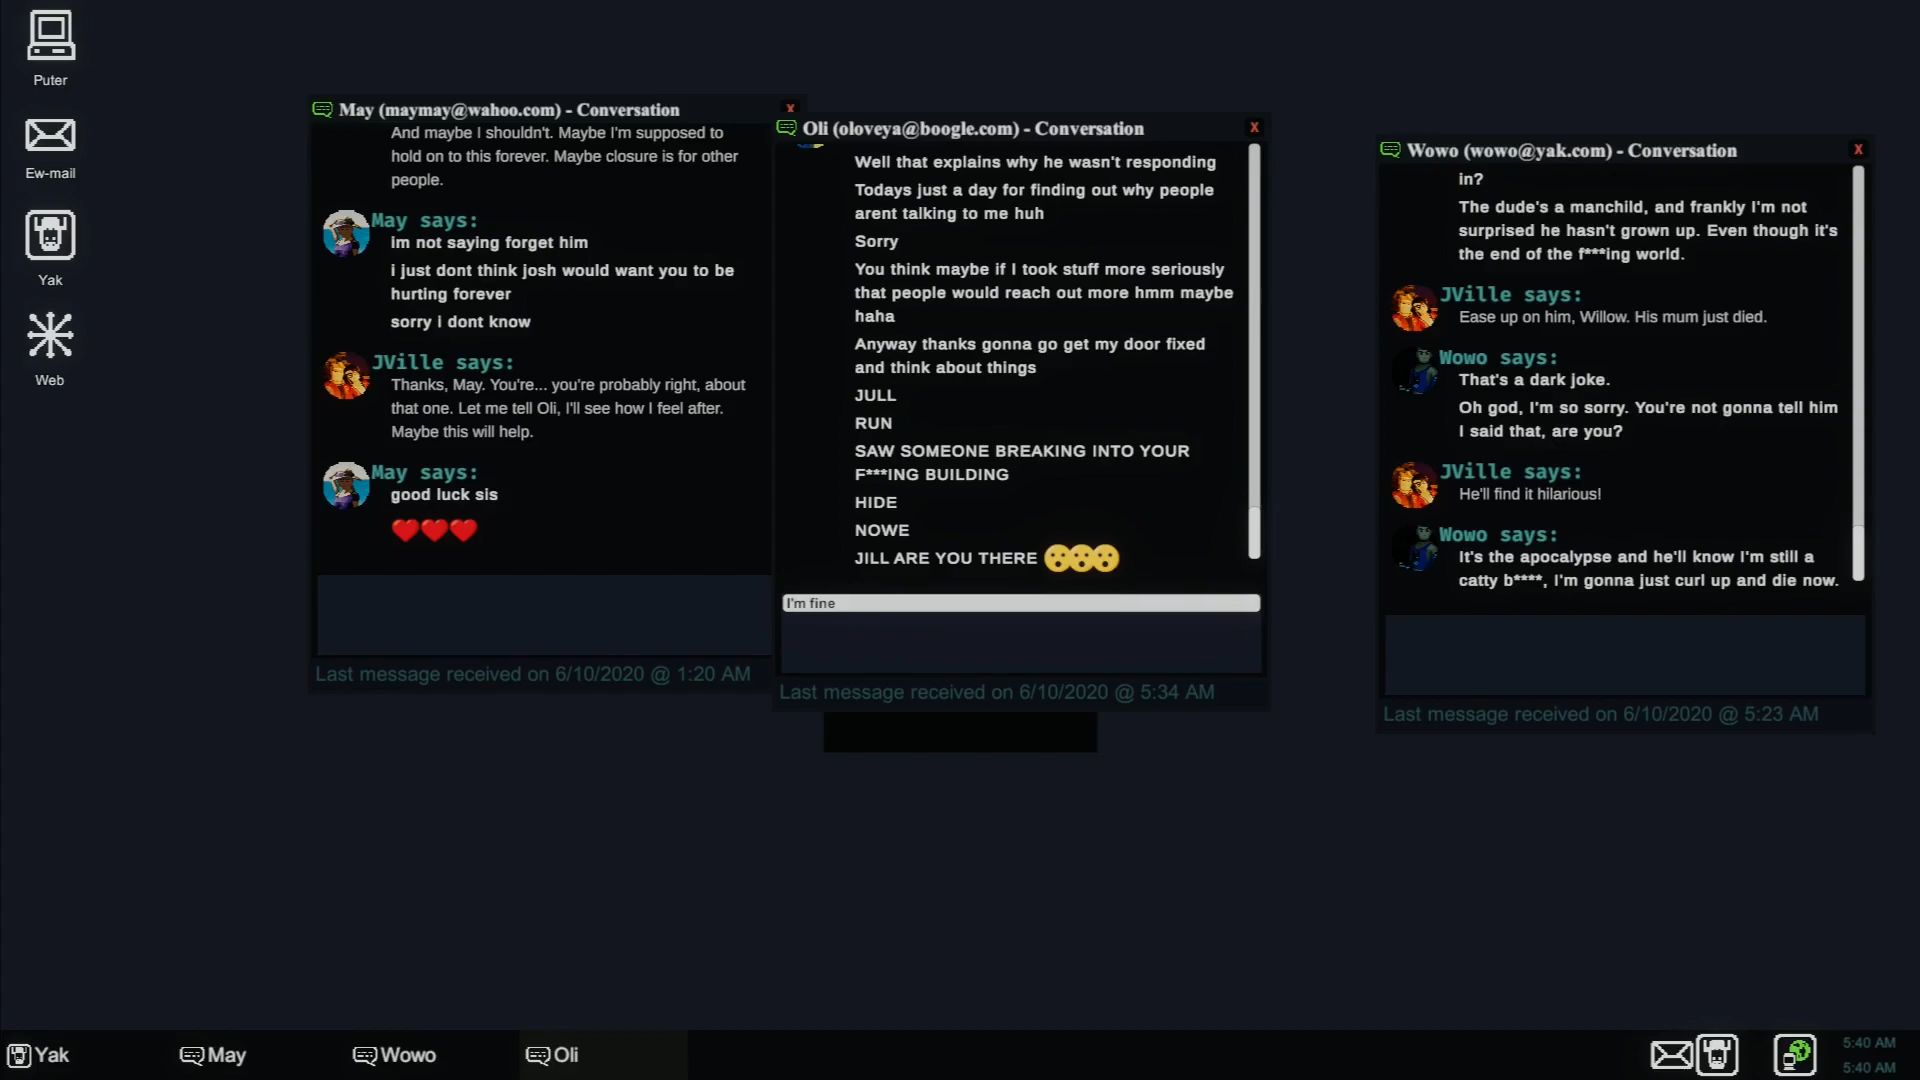 Puter
Ew-mail
Yak
Web
May (maymay@wahoo.com) - Conversation
X
And maybe I shouldn't. Maybe I'm supposed to
hold on to this forever. Maybe closure is for other
people.
May says:
im not saying forget him
i just dont think josh would want you to be
hurting forever
sorry i dont know
JVille says:
Thanks, May. You're... you're probably right, about
that one. Let me tell Oli, I'll see how I feel after.
Maybe this will help.
May says:
good luck sis
Last message received on 6/10/2020 @ 1:20 AM
Oli (oloveya@boogle.com) - Conversation
X
Well that explains why he wasn't responding
Todays just a day for finding out why people
arent talking to me huh
Sorry
You think maybe if I took stuff more seriously
that people would reach out more hmm maybe
haha
Anyway thanks gonna go get my door fixed
and think about things
JULL
RUN
SAW SOMEONE BREAKING INTO YOUR
F***ING BUILDING
HIDE
NOWE
JILL ARE YOU THERE
I'm fine
Last message received on 6/10/2020 @ 5:34 AM
Wowo (wowo@yak.com) - Conversation
X
in?
The dude's a manchild, and frankly I'm not
surprised he hasn't grown up. Even though it's
the end of the f***ing world.
JVille says:
Ease up on him, Willow. His mum just died.
Wowo says:
That's a dark joke.
Oh god, I'm so sorry. You're not gonna tell him
I said that, are you?
JVille says:
He'll find it hilarious!
Wowo says:
It's the apocalypse and he'll know I'm still a
catty b****, I'm gonna just curl up and die now.
Last message received on 6/10/2020 @ 5:23 AM
Yak
May
Wowo
Oli
5:40 AM
5:40 AM